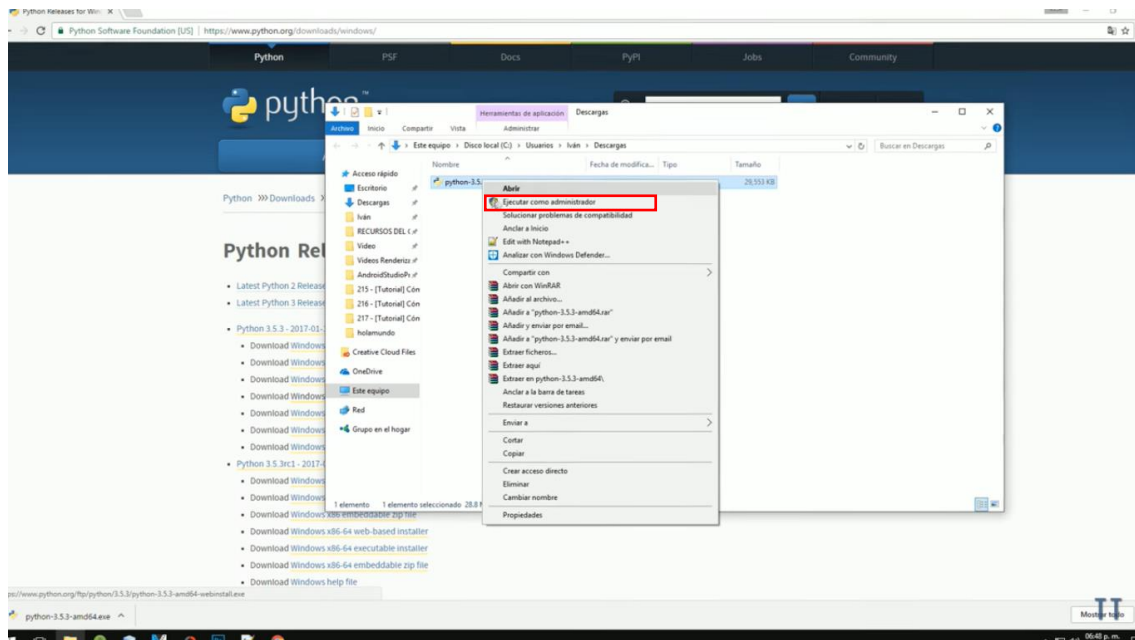 Python Releases for Win
Python Software Foundation [US] | https://www.python.org/downloads/windows/
Python PSF Docs PyPI Jobs Community
python
Herramientas de aplicación Descargas
Archivo Inicio Compartir Vista Administrar
Este equipo › Disco local (C:) › Usuarios › Iván › Descargas
Buscar en Descargas
Nombre Fecha de modifica... Tipo Tamaño
python-3.5. 29,553 KB
Acceso rápido
Escritorio
Descargas
Iván
RECURSOS DEL
Video
Videos Renderiz
AndroidStudioPr
215 - [Tutorial] Cón
216 - [Tutorial] Cón
217 - [Tutorial] Cón
holamundo
Creative Cloud Files
OneDrive
Este equipo
Red
Grupo en el hogar
1 elemento 1 elemento seleccionado 28.8
Abrir
Ejecutar como administrador
Solucionar problemas de compatibilidad
Anclar a Inicio
Edit with Notepad++
Analizar con Windows Defender...
Compartir con
Abrir con WinRAR
Añadir al archivo...
Añadir a "python-3.5.3-amd64.rar"
Añadir y enviar por email...
Añadir a "python-3.5.3-amd64.rar" y enviar por email
Extraer ficheros...
Extraer aquí
Extraer en python-3.5.3-amd64\
Anclar a la barra de tareas
Restaurar versiones anteriores
Enviar a
Cortar
Copiar
Crear acceso directo
Eliminar
Cambiar nombre
Propiedades
Python >>> Downloads
Python Rel
Latest Python 2 Release
Latest Python 3 Release
Python 3.5.3 - 2017-01-
Download Windows
Download Windows
Download Windows
Download Windows
Download Windows
Download Windows
Download Windows
Python 3.5.3rc1 - 2017-
Download Windows
Download Windows
Download Windows x86 embeddable zip file
Download Windows x86-64 web-based installer
Download Windows x86-64 executable installer
Download Windows x86-64 embeddable zip file
Download Windows help file
ps://www.python.org/ftp/python/3.5.3/python-3.5.3-amd64-webinstall.exe
python-3.5.3-amd64.exe
Mostrar todo
06:48 p. m.